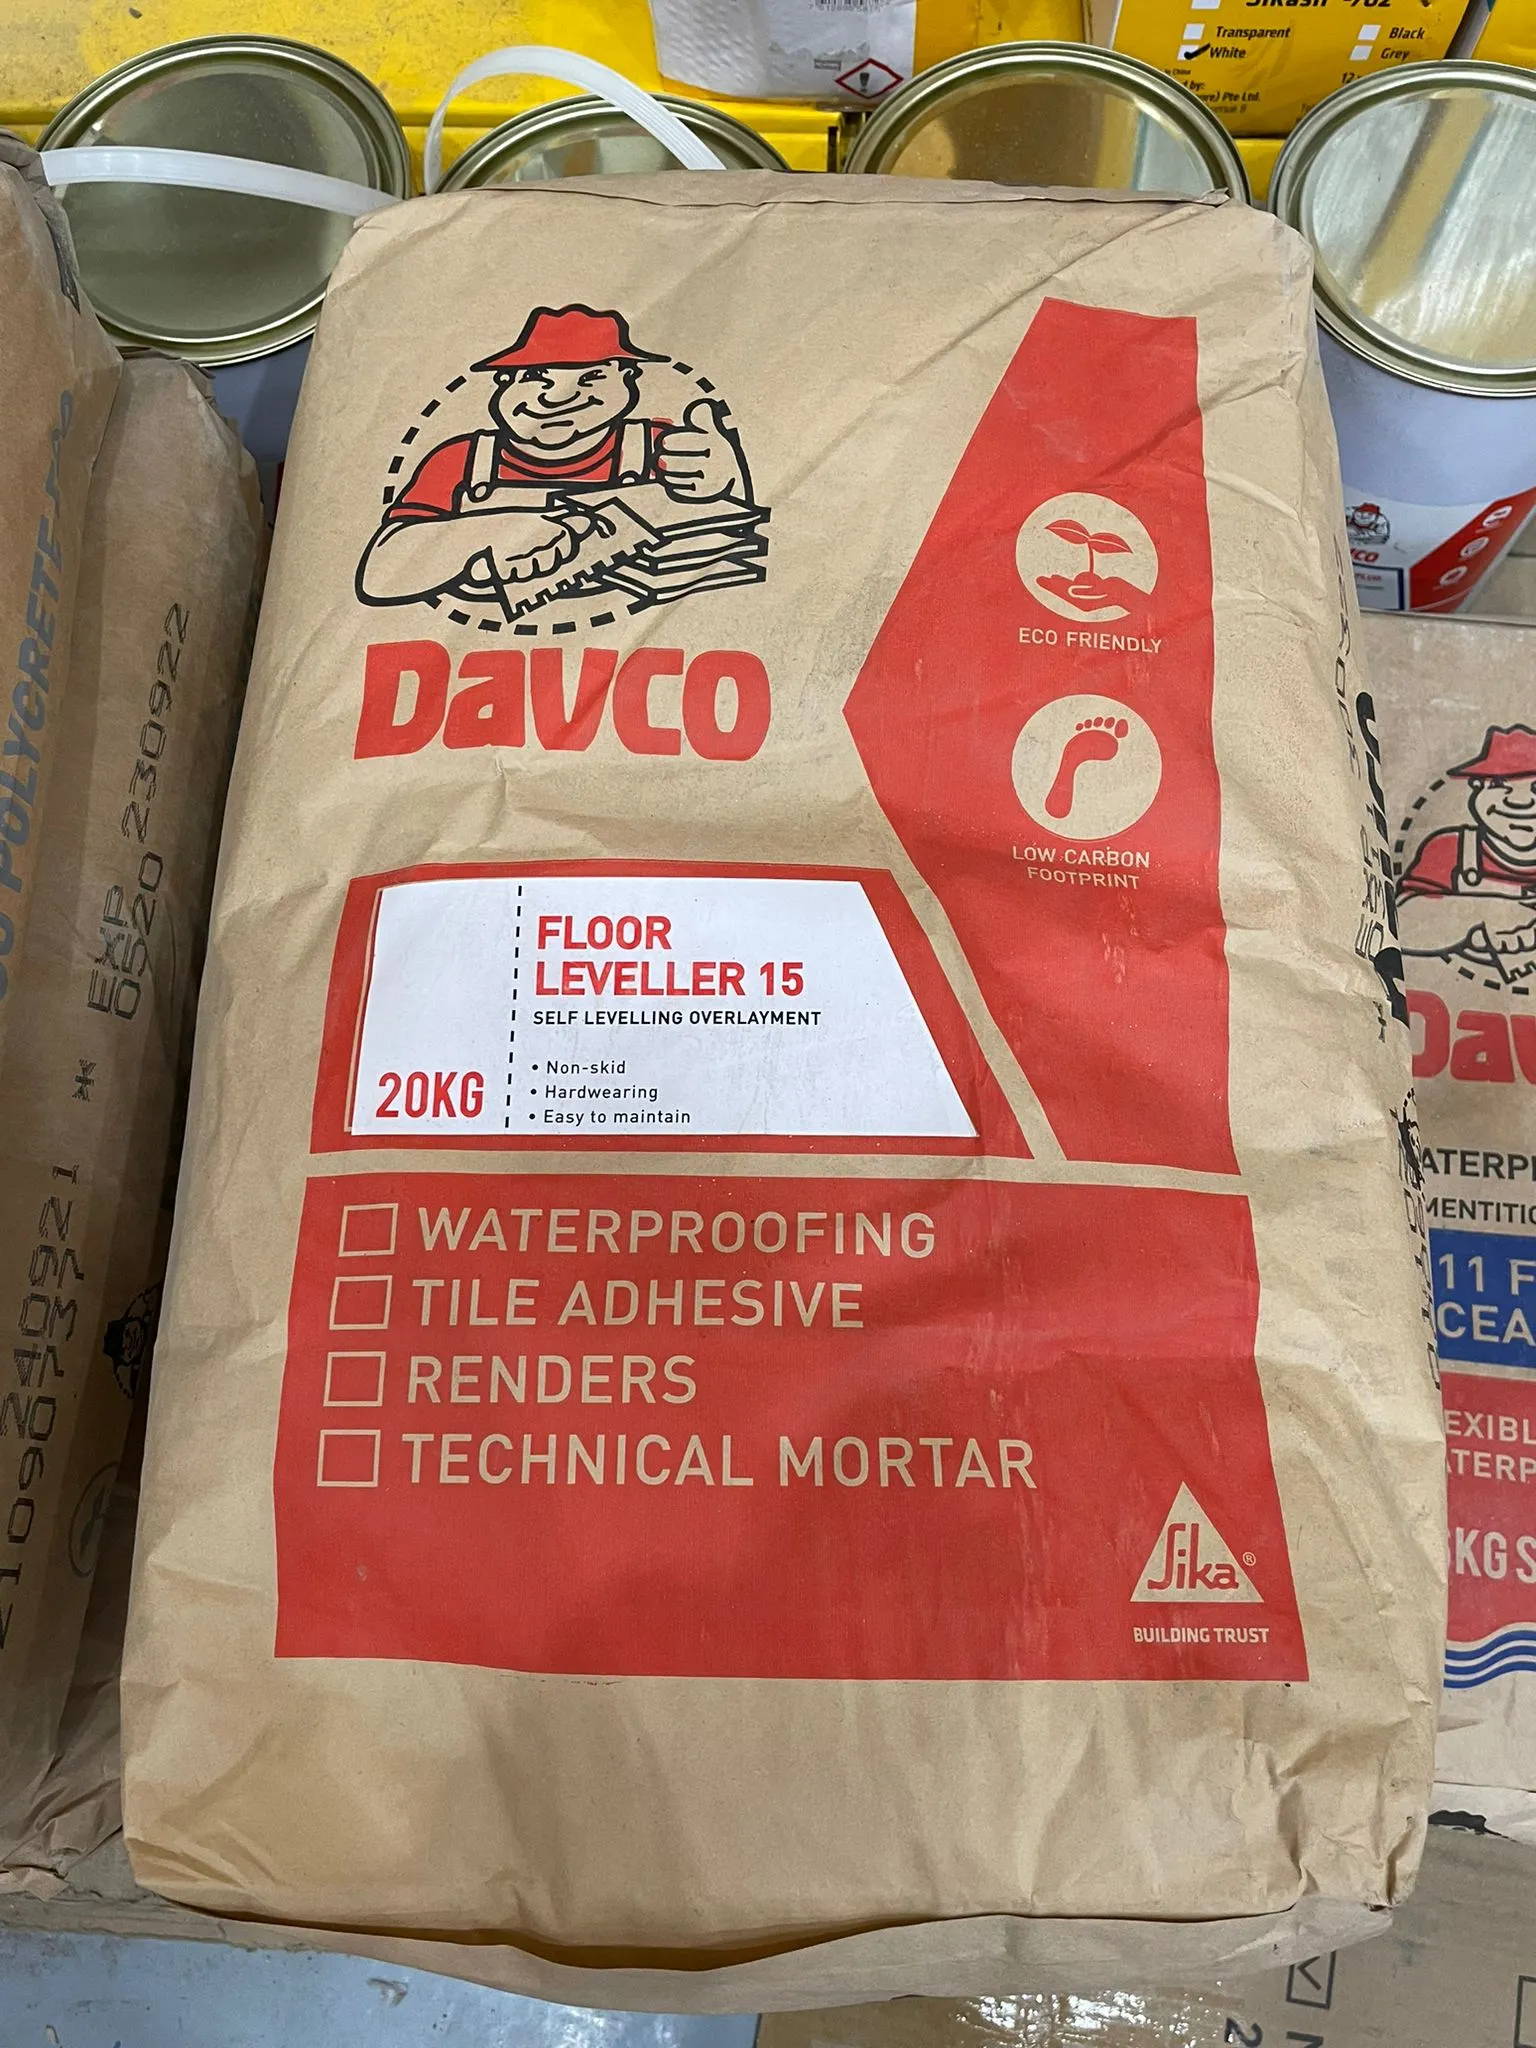 Transparent
Black
White
Grey
DAVCO
ECO FRIENDLY
LOW CARBON
FOOTPRINT
FLOOR
LEVELLER 15
SELF LEVELLING OVERLAYMENT
• Non-skid
• Hardwearing
• Easy to maintain
20KG
WATERPROOFING
TILE ADHESIVE
RENDERS
TECHNICAL MORTAR
Sika®
BUILDING TRUST
POLYCRETE
EXP
0520 230922